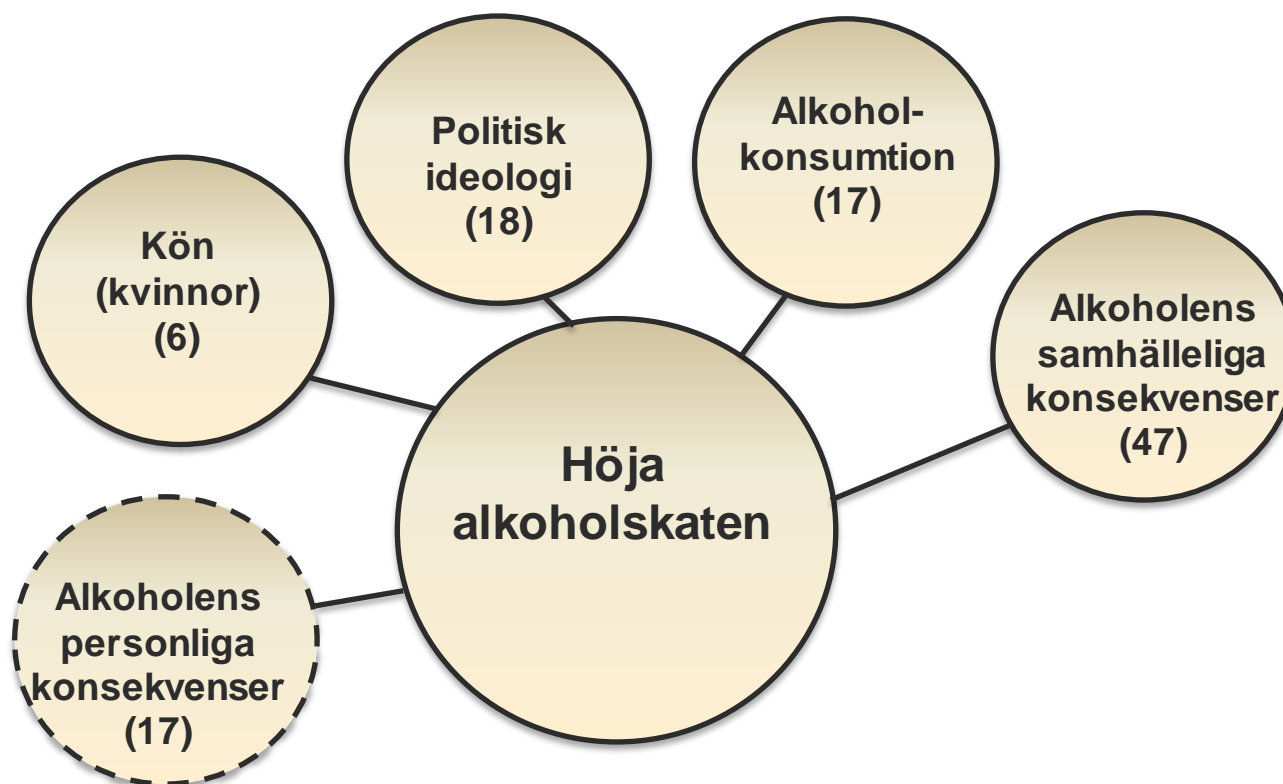 Politisk
ideologi
(18)
Alkohol-
konsumtion
(17)
Kön
(kvinnor)
(6)
Alkoholens
samhälleliga
konsekvenser
(47)
Höja
alkoholskaten
Alkoholens
personliga
konsekvenser
(17)